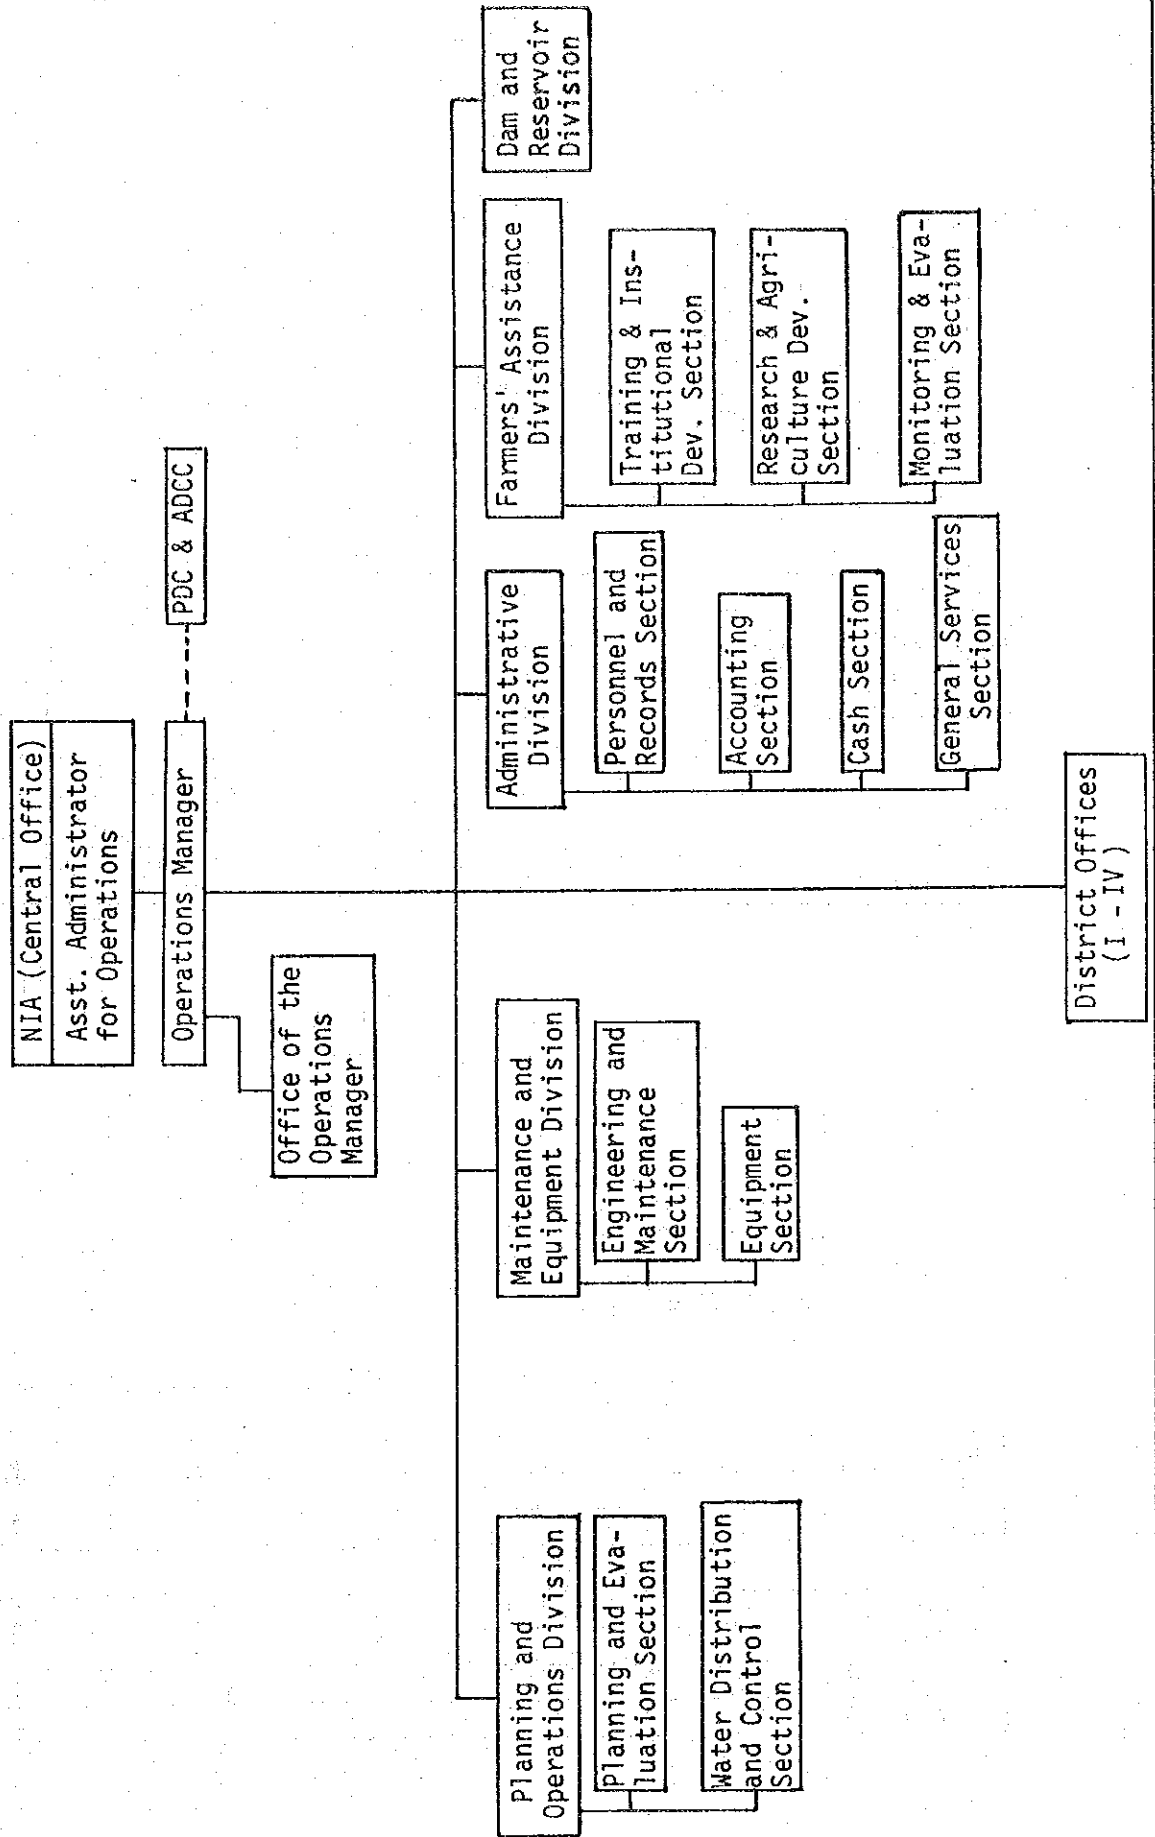 NIA (Central Office)
Asst. Administrator
for Operations
Operations Manager
PDC & ADCC
Office of the
Operations
Manager
Planning and
Operations Division
Planning and Eva-
luation Section
Water Distribution
and Control
Section
Maintenance and
Equipment Division
Engineering and
Maintenance
Section
Equipment
Section
Administrative
Division
Personnel and
Records Section
Accounting
Section
Cash Section
General Services
Section
Farmers' Assistance
Division
Training & Ins-
titutional
Dev. Section
Research & Agri-
culture Dev.
Section
Monitoring & Eva-
luation Section
Dam and
Reservoir
Division
District Offices
(I - IV)